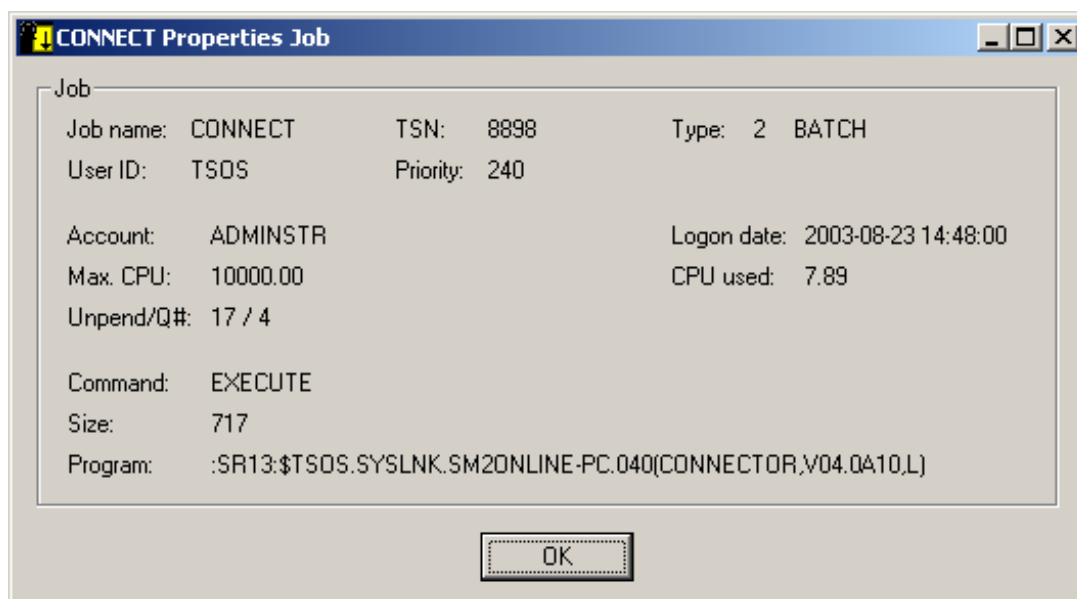 CONNECT Properties Job
Job
Job name: CONNECT TSN: 8898 Type: 2 BATCH
User ID: TSOS Priority: 240
Account: ADMINSTR Logon date: 2003-08-23 14:48:00
Max. CPU: 10000.00 CPU used: 7.89
Unpend/Q#: 17 / 4
Command: EXECUTE
Size: 717
Program: :SR13:$TSOS.SYSLNK.SM2ONLINE-PC.040(CONNECTOR,V04.0A10,L)
OK